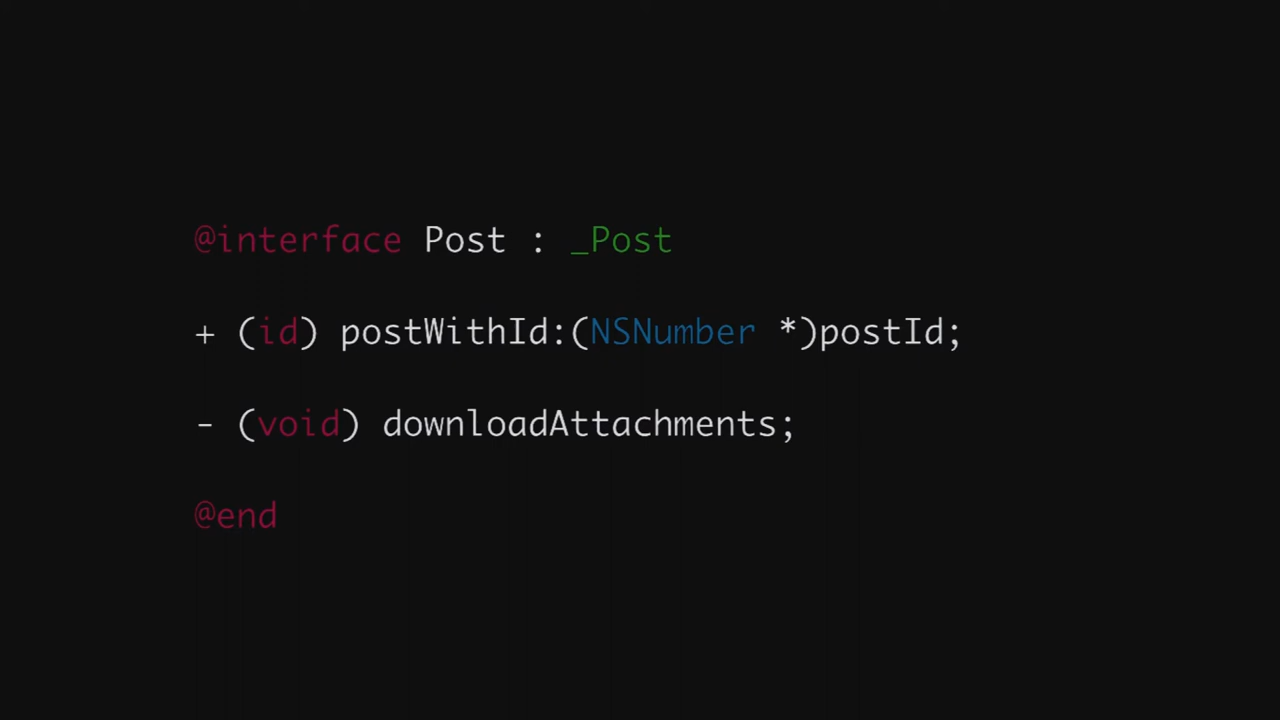 @interface Post : _Post
+ (id) postWithId:(NSNumber *)postId;
- (void) downloadAttachments;
@end